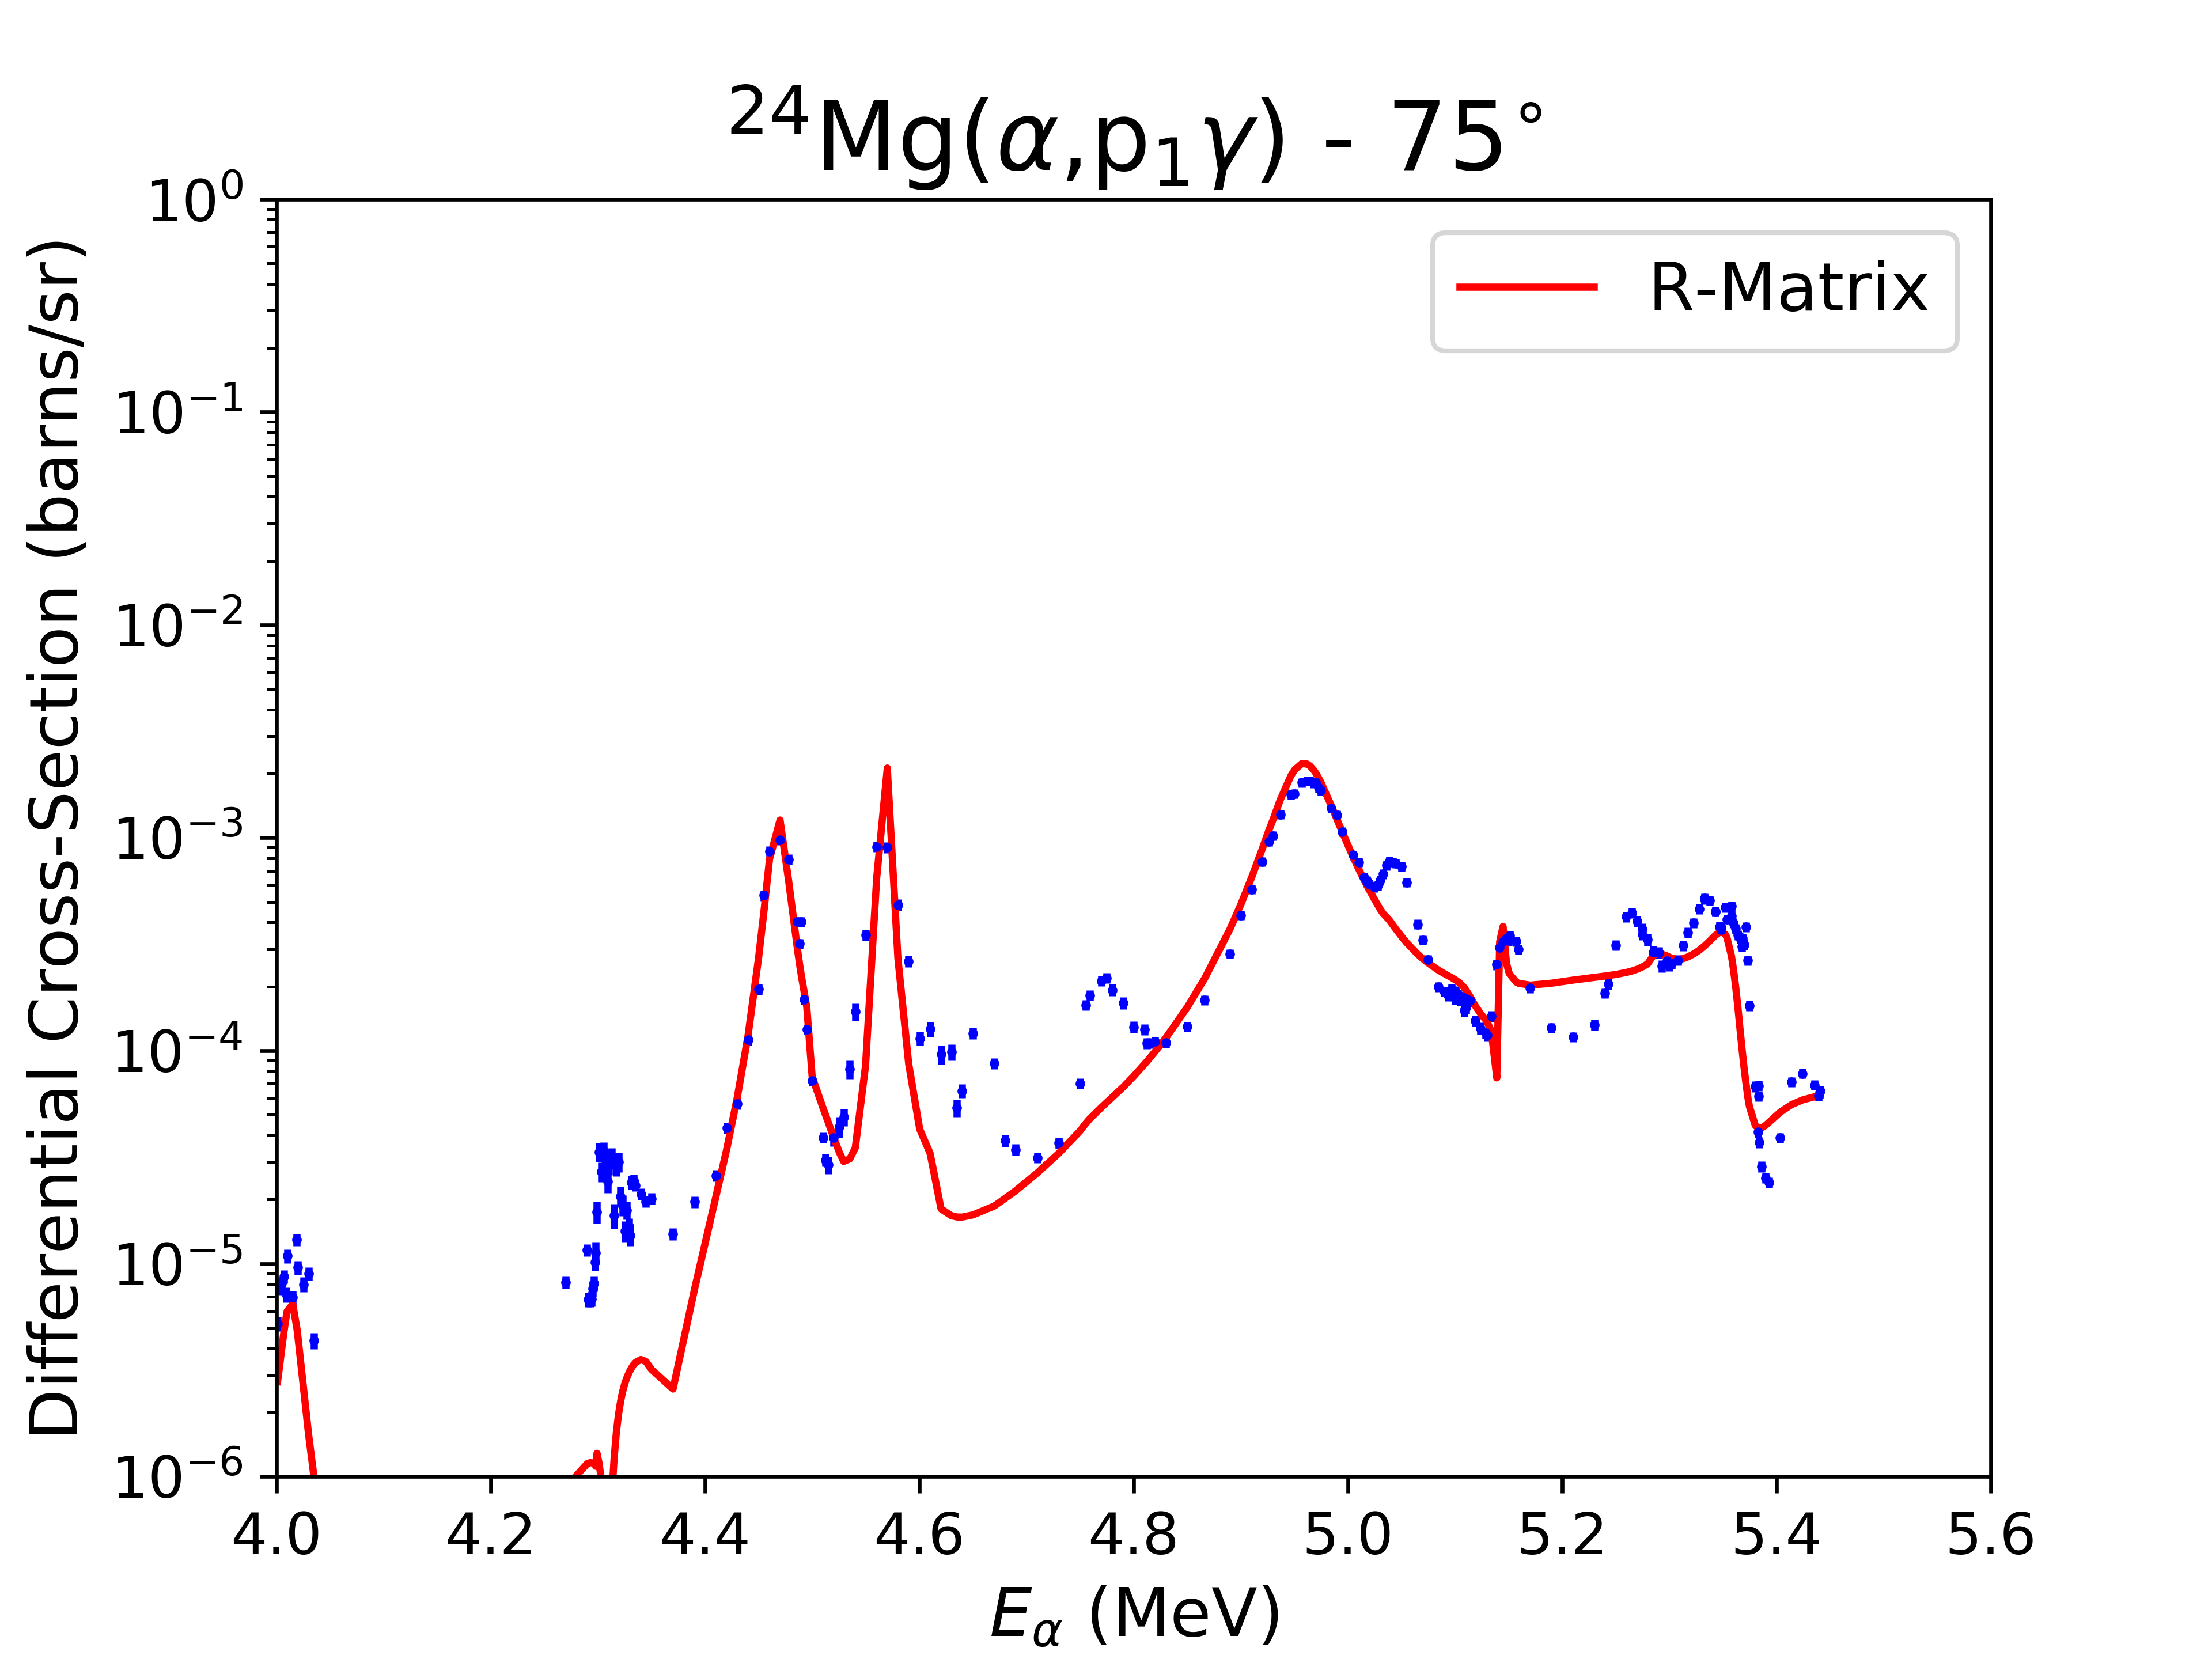 ²⁴Mg(α,p₁γ) - 75°
R-Matrix
Differential Cross-Section (barns/sr)
10⁰
10⁻¹
10⁻²
10⁻³
10⁻⁴
10⁻⁵
10⁻⁶
4.0 4.2 4.4 4.6 4.8 5.0 5.2 5.4 5.6
E_α (MeV)